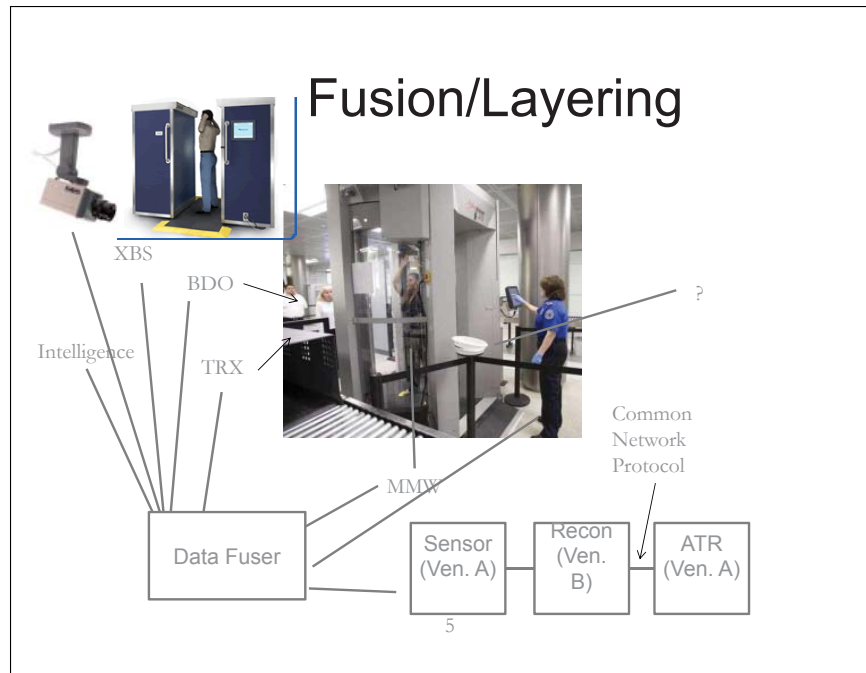 Fusion/Layering
XBS
BDO
?
Intelligence
TRX
Common
Network
Protocol
MMW
Data Fuser
Sensor
(Ven. A)
Recon
(Ven.
B)
ATR
(Ven. A)
5